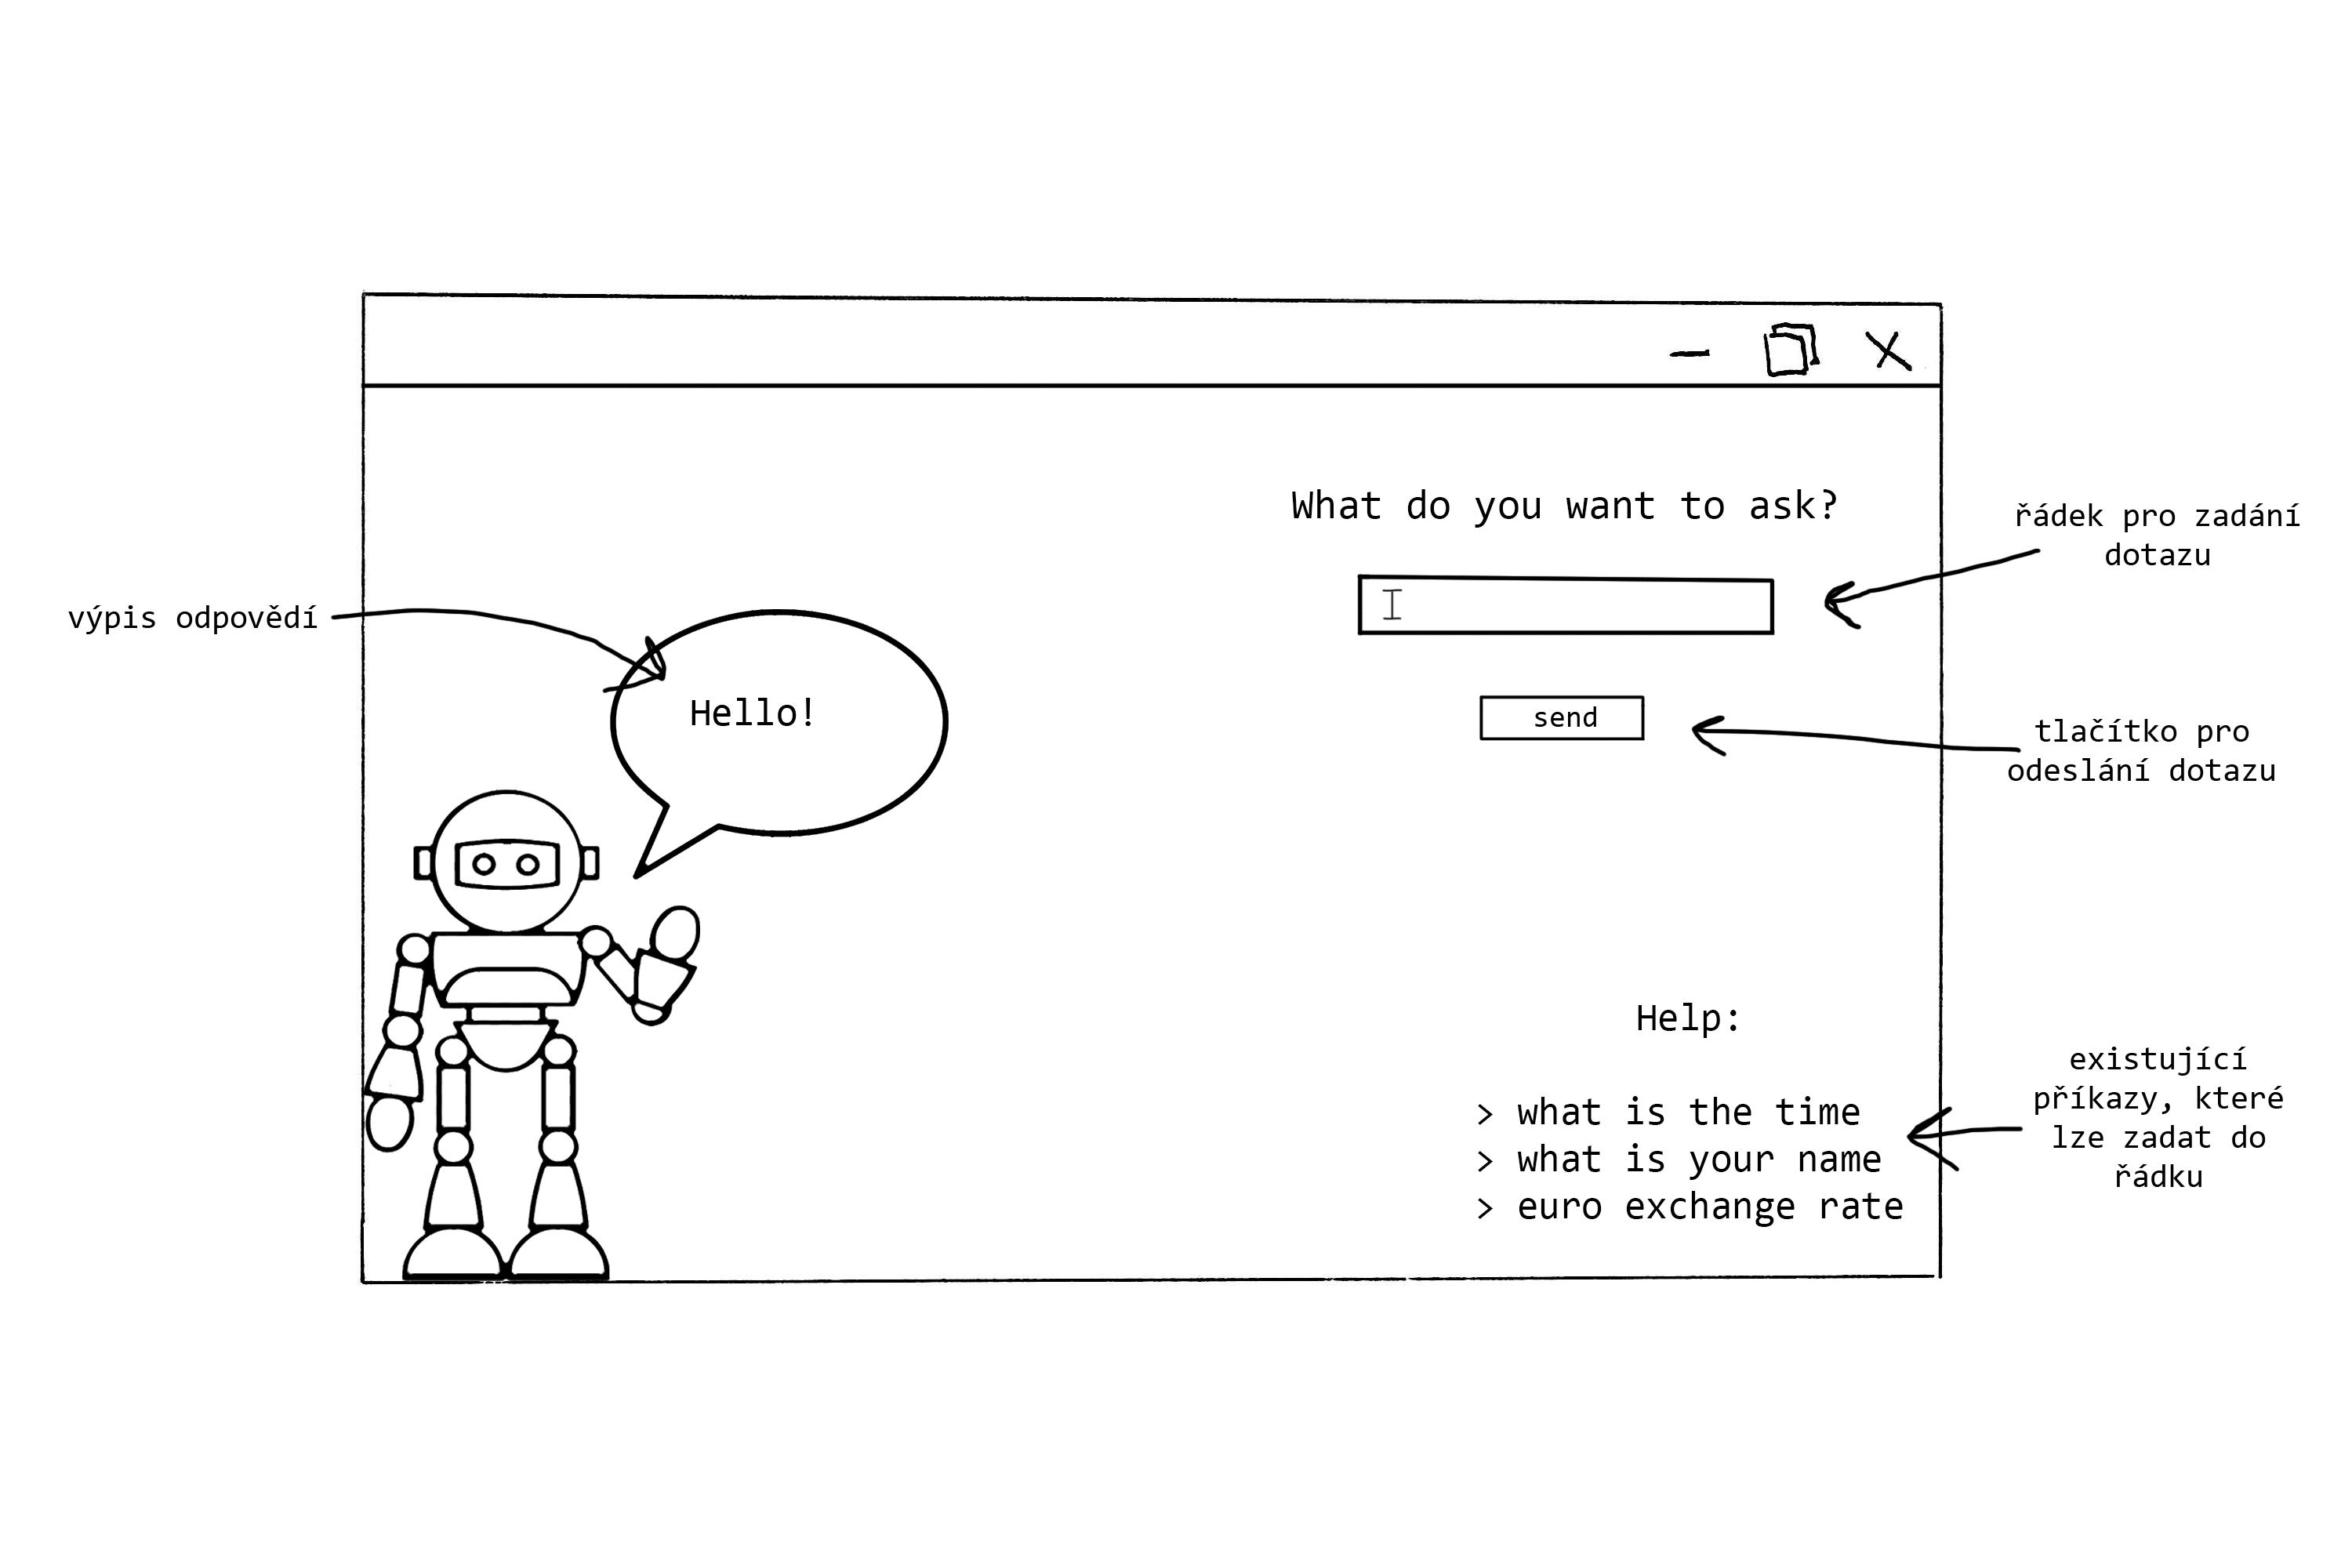 What do you want to ask?
řádek pro zadání
dotazu
výpis odpovědí
Hello!
send
tlačítko pro
odeslání dotazu
Help:
> what is the time
> what is your name
> euro exchange rate
existující
příkazy, které
lze zadat do
řádku